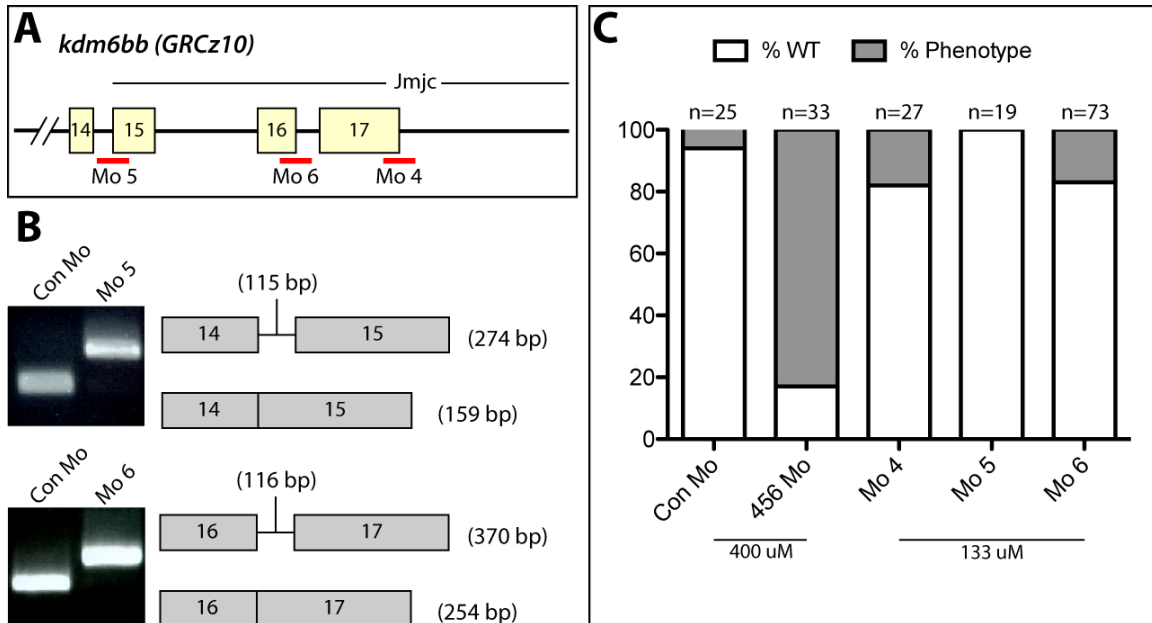 A
kdm6bb (GRCz10)
Jmjc
14 15 16 17
Mo 5 Mo 6 Mo 4
B
Con Mo Mo 5
(115 bp)
14 15 (274 bp)
14 15 (159 bp)
Con Mo Mo 6
(116 bp)
16 17 (370 bp)
16 17 (254 bp)
C
% WT % Phenotype
n=25 n=33 n=27 n=19 n=73
100
80
60
40
20
0
Con Mo 456 Mo Mo 4 Mo 5 Mo 6
400 uM 133 uM